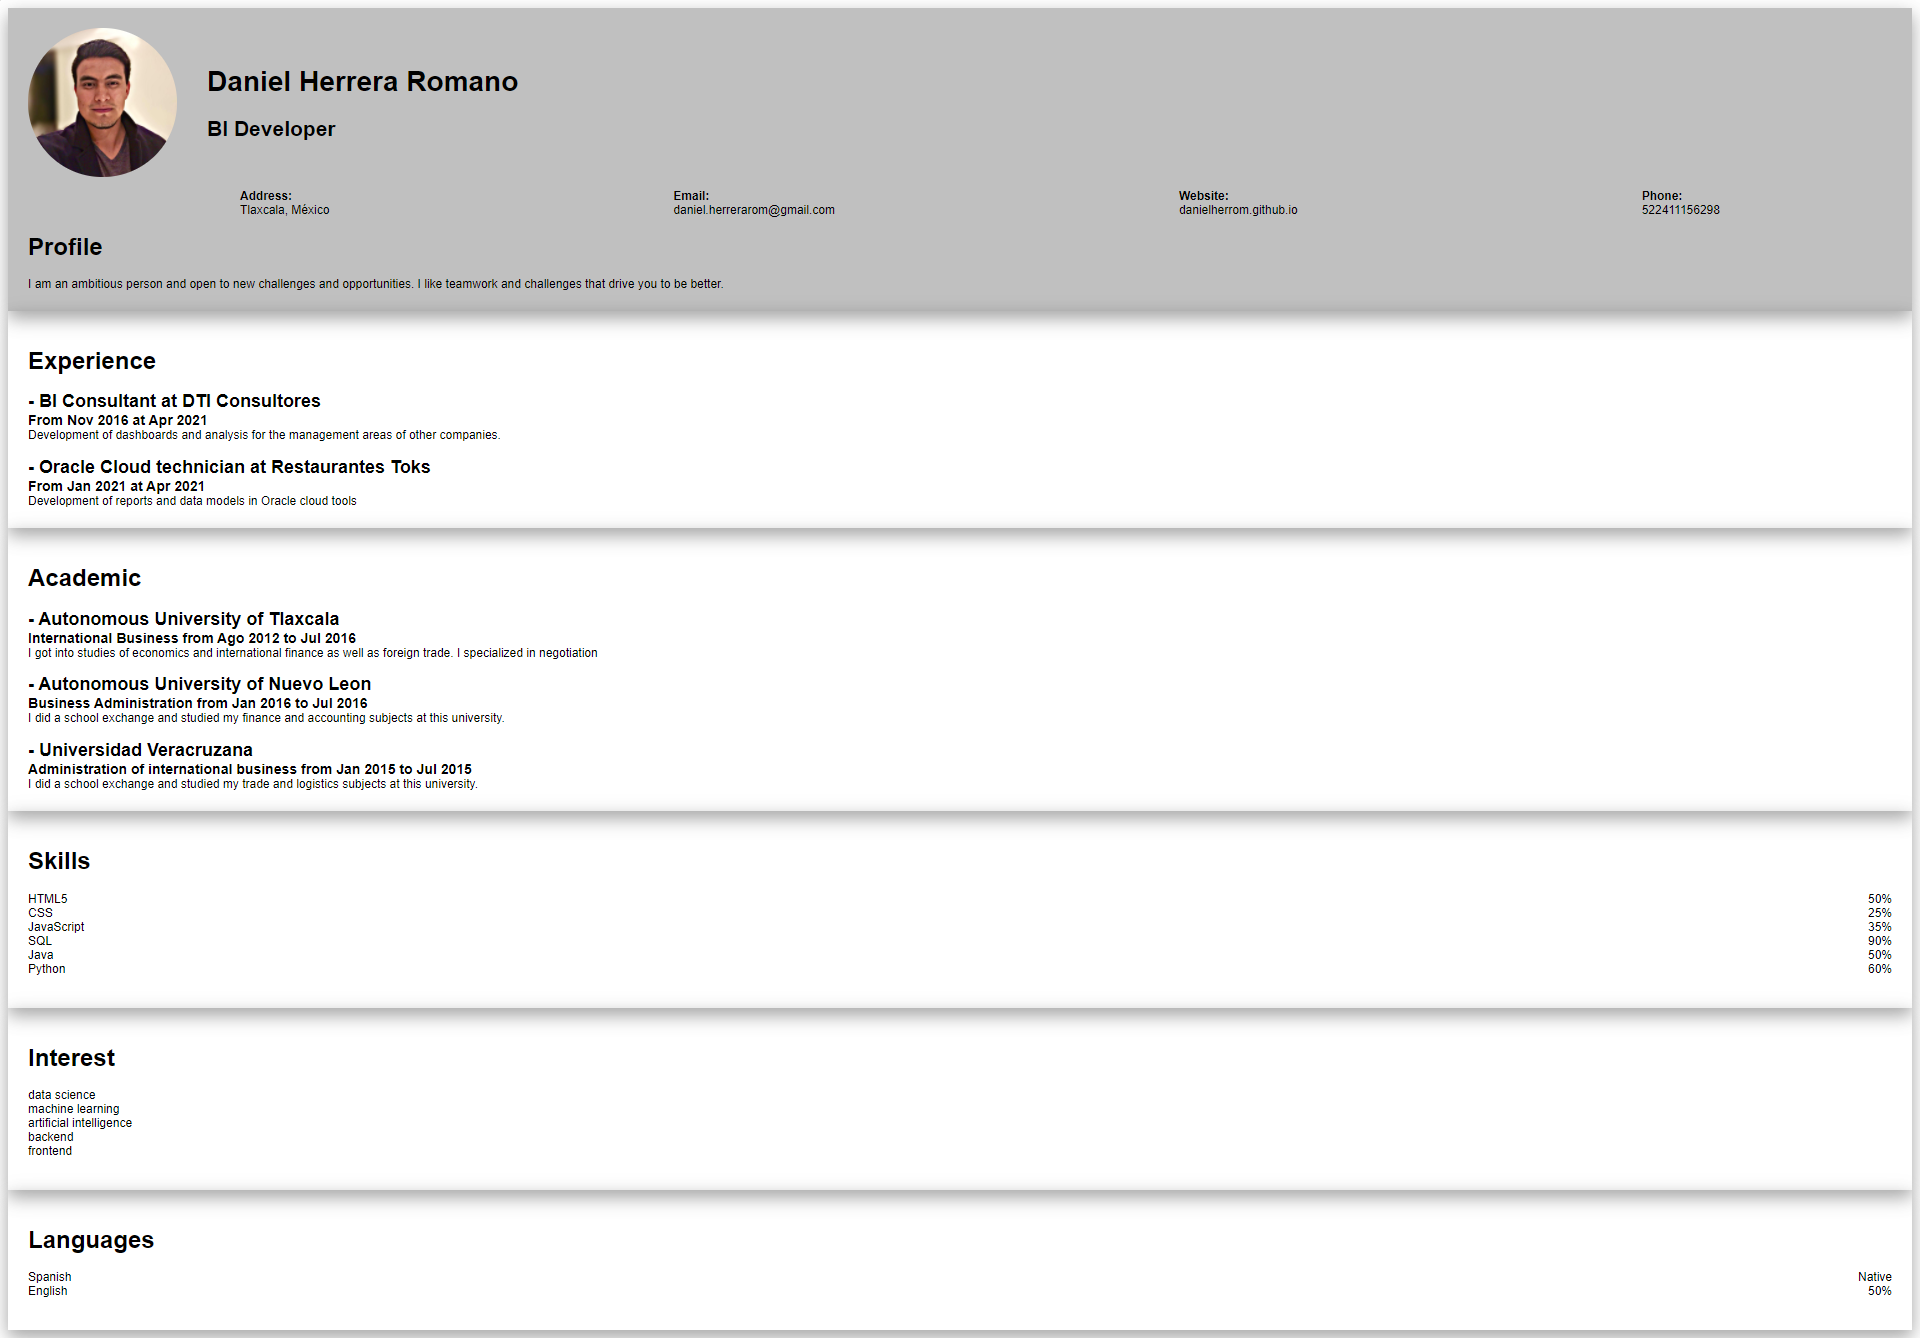 Daniel Herrera Romano
BI Developer
Address:
Tlaxcala, México
Email:
daniel.herrerarom@gmail.com
Website:
danielherrom.github.io
Phone:
522411156298
Profile
I am an ambitious person and open to new challenges and opportunities. I like teamwork and challenges that drive you to be better.
Experience
- BI Consultant at DTI Consultores
From Nov 2016 at Apr 2021
Development of dashboards and analysis for the management areas of other companies.
- Oracle Cloud technician at Restaurantes Toks
From Jan 2021 at Apr 2021
Development of reports and data models in Oracle cloud tools
Academic
- Autonomous University of Tlaxcala
International Business from Ago 2012 to Jul 2016
I got into studies of economics and international finance as well as foreign trade. I specialized in negotiation
- Autonomous University of Nuevo Leon
Business Administration from Jan 2016 to Jul 2016
I did a school exchange and studied my finance and accounting subjects at this university.
- Universidad Veracruzana
Administration of international business from Jan 2015 to Jul 2015
I did a school exchange and studied my trade and logistics subjects at this university.
Skills
HTML5 50%
CSS 25%
JavaScript 35%
SQL 90%
Java 50%
Python 60%
Interest
data science
machine learning
artificial intelligence
backend
frontend
Languages
Spanish Native
English 50%